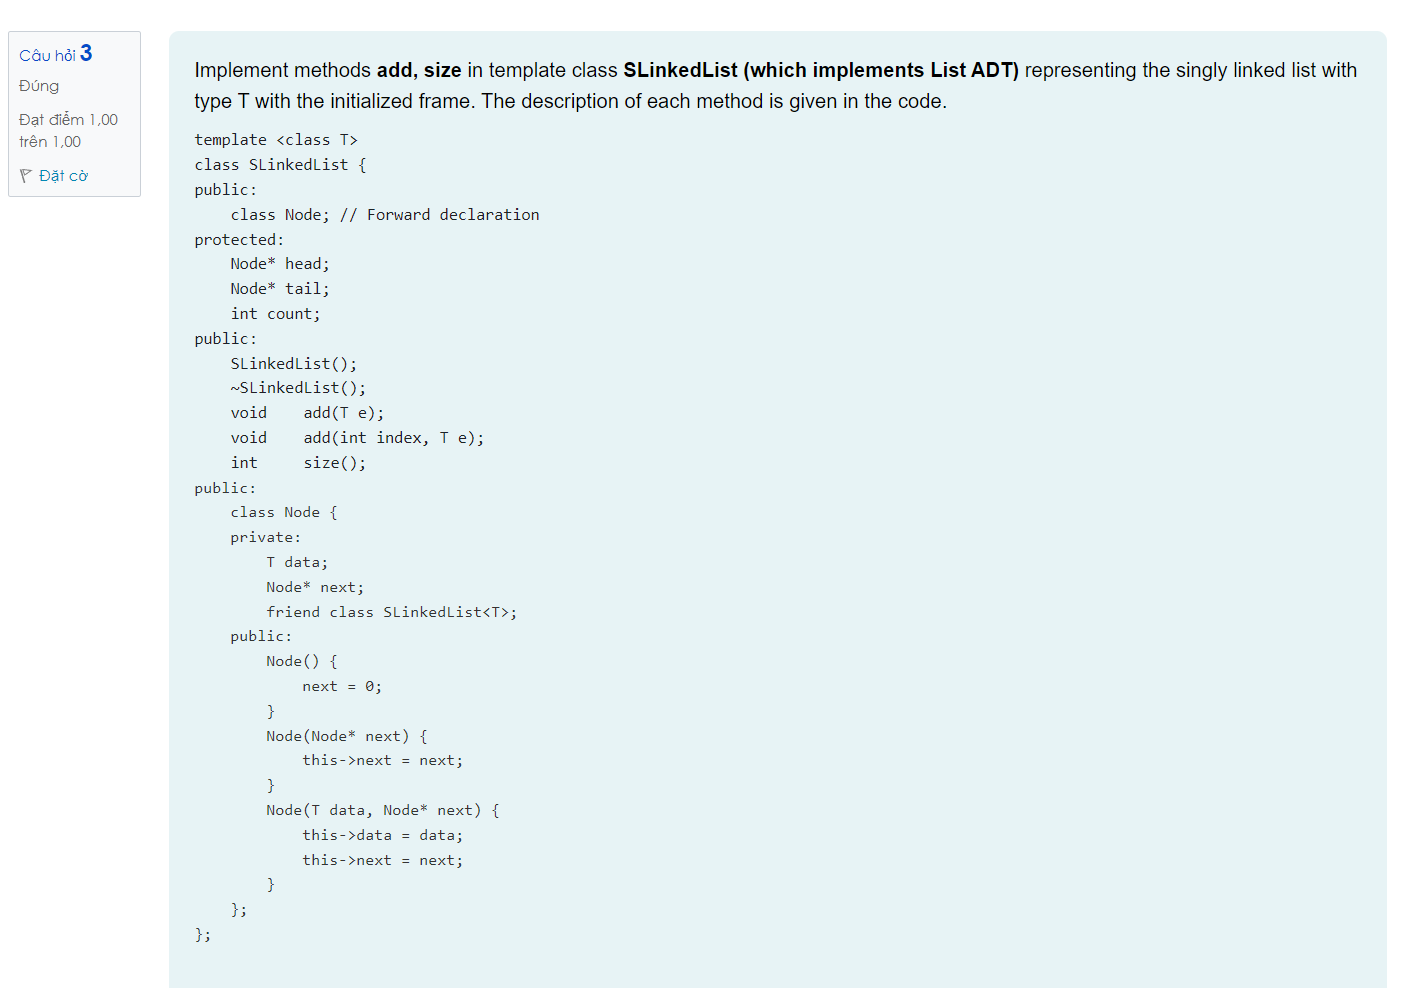 Câu hỏi 3
Đúng
Đạt điểm 1,00
trên 1,00
Đặt cờ
Implement methods add, size in template class SLinkedList (which implements List ADT) representing the singly linked list with
type T with the initialized frame. The description of each method is given in the code.
template <class T>
class SLinkedList {
public:
    class Node; // Forward declaration
protected:
    Node* head;
    Node* tail;
    int count;
public:
    SLinkedList();
    ~SLinkedList();
    void    add(T e);
    void    add(int index, T e);
    int     size();
public:
    class Node {
    private:
        T data;
        Node* next;
        friend class SLinkedList<T>;
    public:
        Node() {
            next = 0;
        }
        Node(Node* next) {
            this->next = next;
        }
        Node(T data, Node* next) {
            this->data = data;
            this->next = next;
        }
    };
};